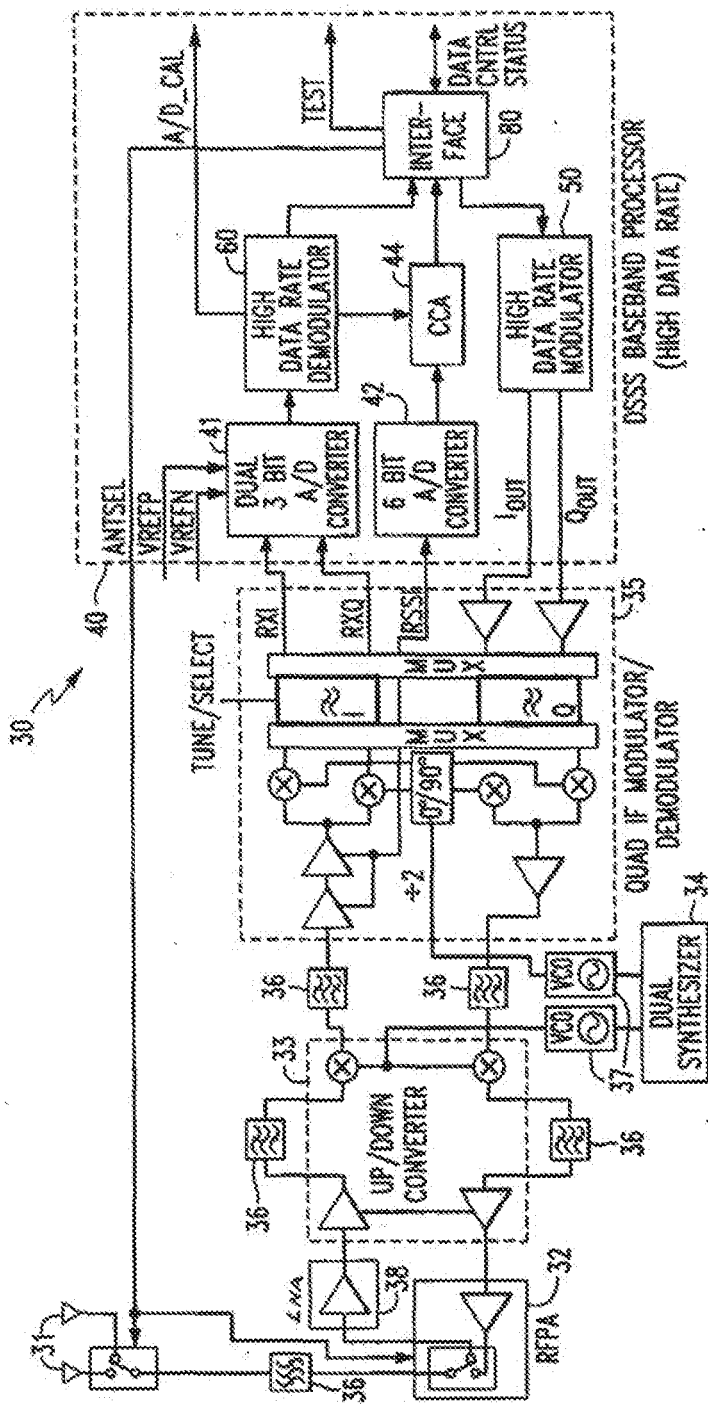 30
31
36
ANTSEL
VREFP
VREFN
A/D_CAL
TEST
DATA
CNTRL
STATUS
40
41
DUAL
3 BIT
A/D
CONVERTER
60
HIGH
DATA RATE
DEMODULATOR
INTER-
FACE
80
42
6 BIT
A/D
CONVERTER
44
CCA
50
HIGH
DATA RATE
MODULATOR
DSSS BASEBAND PROCESSOR
(HIGH DATA RATE)
TUNE/SELECT
RXI
RXQ
IRSSI
IOUT
QOUT
M
U
X
I
M
U
X
Q
0°/90°
÷2
35
QUAD IF MODULATOR/
DEMODULATOR
36
36
33
UP/DOWN
CONVERTER
36
36
LNA
38
32
RFPA
VCO
VCO
37
34
DUAL
SYNTHESIZER